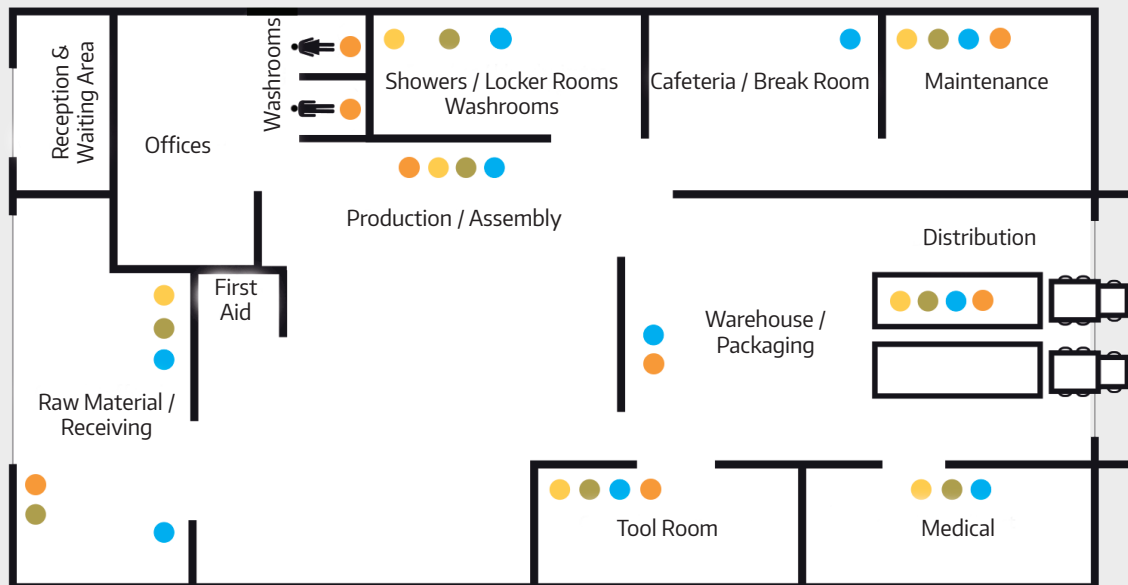 Reception &
Waiting Area
Offices
Washrooms
Showers / Locker Rooms
Washrooms
Cafeteria / Break Room
Maintenance
Production / Assembly
Distribution
First
Aid
Warehouse /
Packaging
Raw Material /
Receiving
Tool Room
Medical